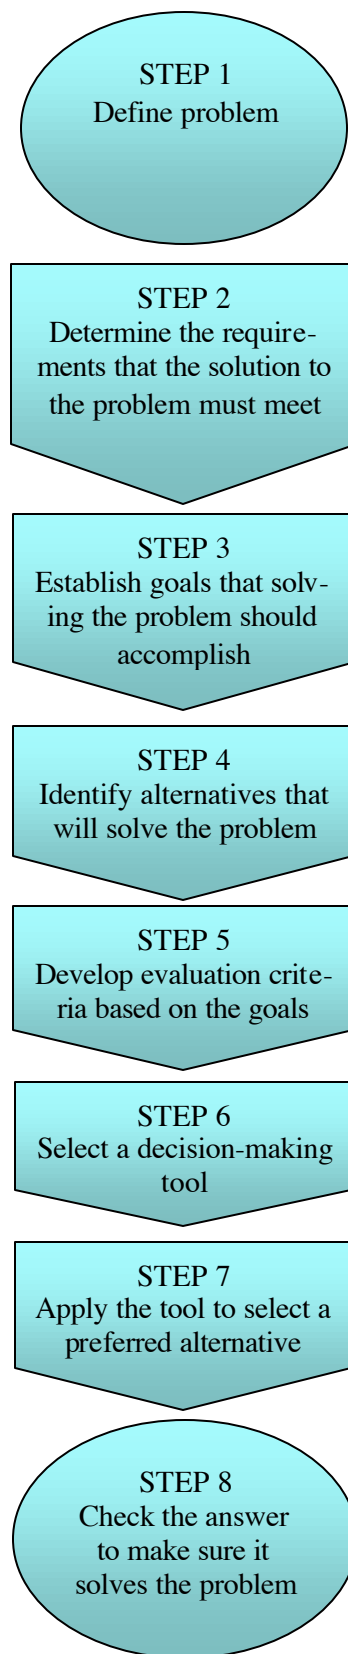 STEP 1
Define problem
STEP 2
Determine the require-
ments that the solution to
the problem must meet
STEP 3
Establish goals that solv-
ing the problem should
accomplish
STEP 4
Identify alternatives that
will solve the problem
STEP 5
Develop evaluation crite-
ria based on the goals
STEP 6
Select a decision-making
tool
STEP 7
Apply the tool to select a
preferred alternative
STEP 8
Check the answer
to make sure it
solves the problem